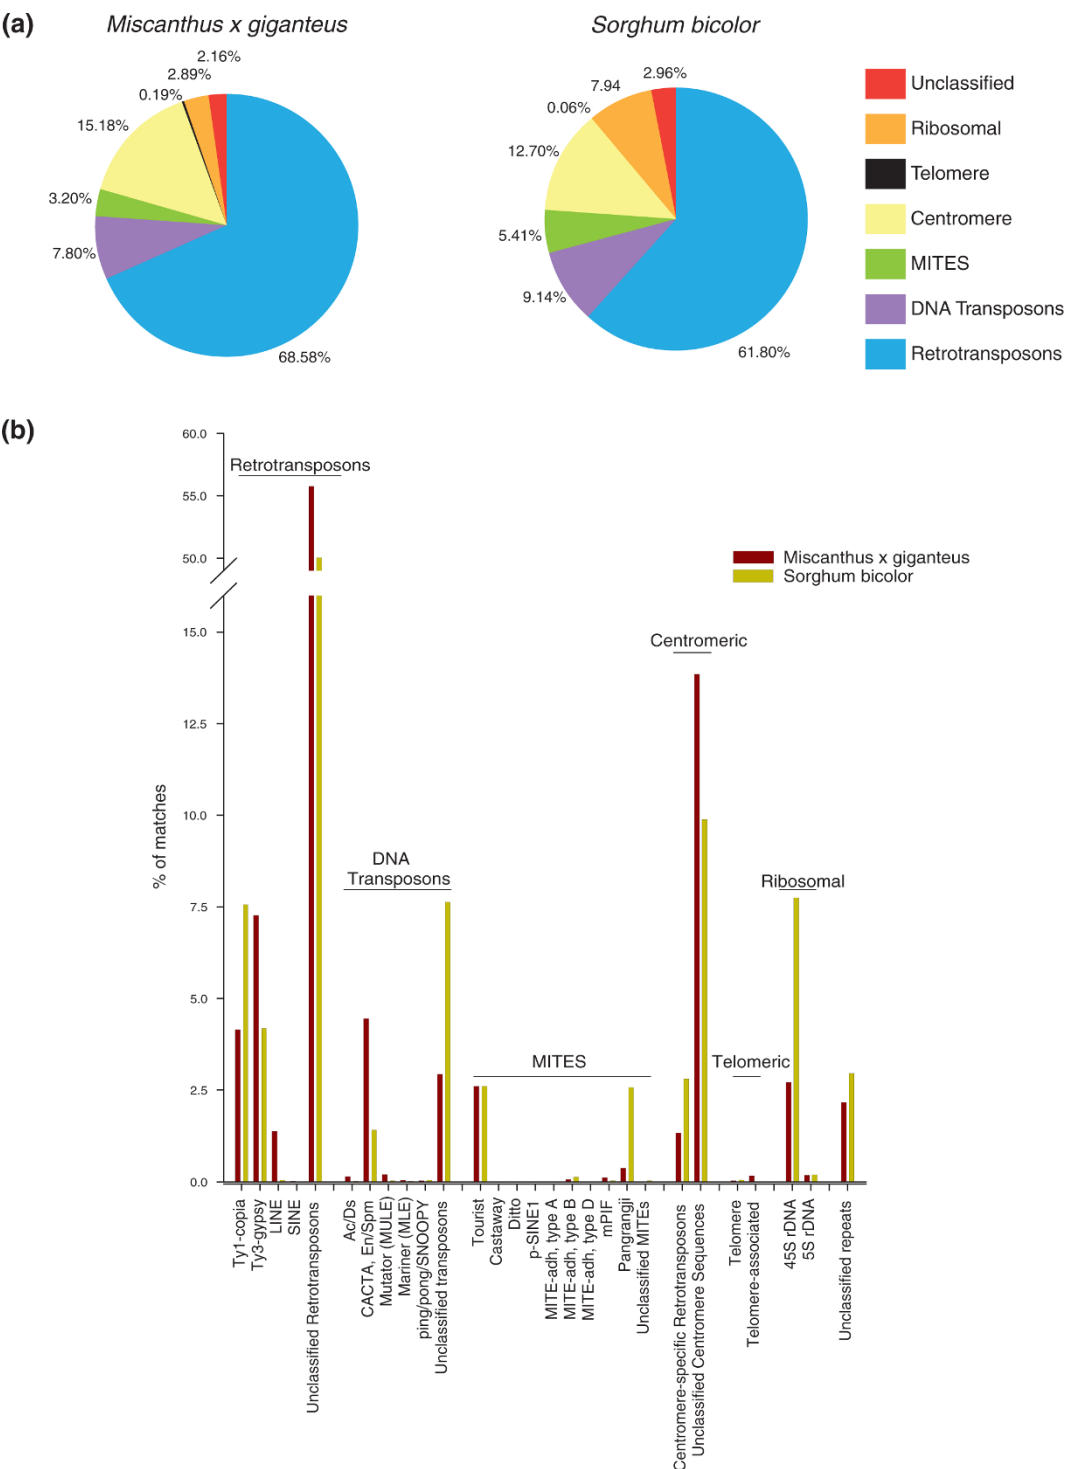 (a)
Miscanthus x giganteus
Sorghum bicolor
2.16%
2.89%
0.19%
15.18%
3.20%
7.80%
68.58%
2.96%
7.94
0.06%
12.70%
5.41%
9.14%
61.80%
Unclassified
Ribosomal
Telomere
Centromere
MITES
DNA Transposons
Retrotransposons
(b)
60.0
55.0
50.0
15.0
12.5
10.0
7.5
5.0
2.5
0.0
% of matches
Retrotransposons
DNA
Transposons
MITES
Centromeric
Telomeric
Ribosomal
Miscanthus x giganteus
Sorghum bicolor
Ty1-copia
Ty3-gypsy
LINE
SINE
Unclassified Retrotransposons
Ac/Ds
CACTA, En/Spm
Mutator (MULE)
Mariner (MLE)
ping/pong/SNOOPY
Unclassified transposons
Tourist
Castaway
Ditto
p-SINE1
MITE-adh, type A
MITE-adh, type B
MITE-adh, type D
mPIF
Pangrangji
Unclassified MITEs
Centromere-specific Retrotransposons
Unclassified Centromere Sequences
Telomere
Telomere-associated
45S rDNA
5S rDNA
Unclassified repeats